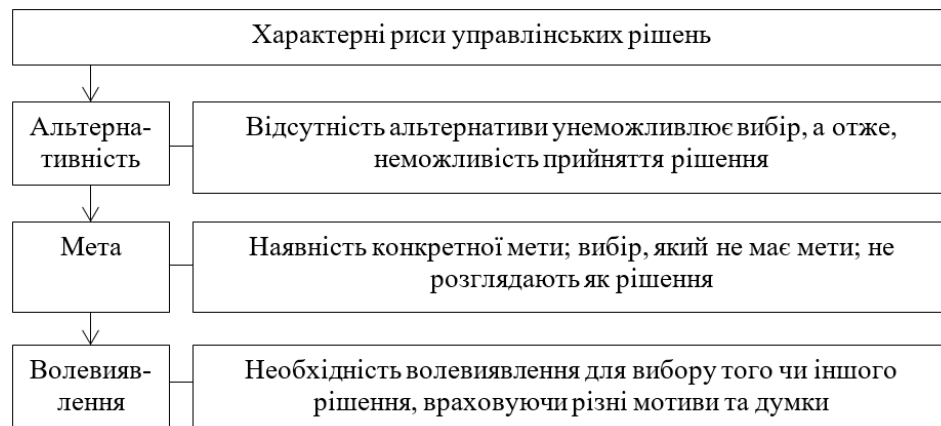 Характерні риси управлінських рішень
Альтерна-
тивність
Відсутність альтернативи унеможливлює вибір, а отже,
неможливість прийняття рішення
Мета
Наявність конкретної мети; вибір, який не має мети; не
розглядають як рішення
Волевияв-
лення
Необхідність волевиявлення для вибору того чи іншого
рішення, враховуючи різні мотиви та думки